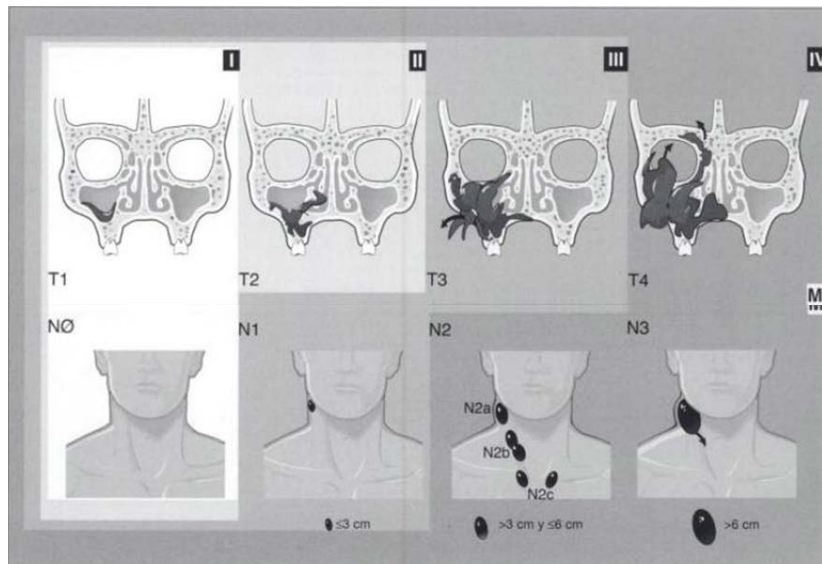 I
II
III
IV
T1
T2
T3
T4
M
NØ
N1
N2
N3
N2a
N2b
N2c
≤3 cm
>3 cm y ≤6 cm
>6 cm